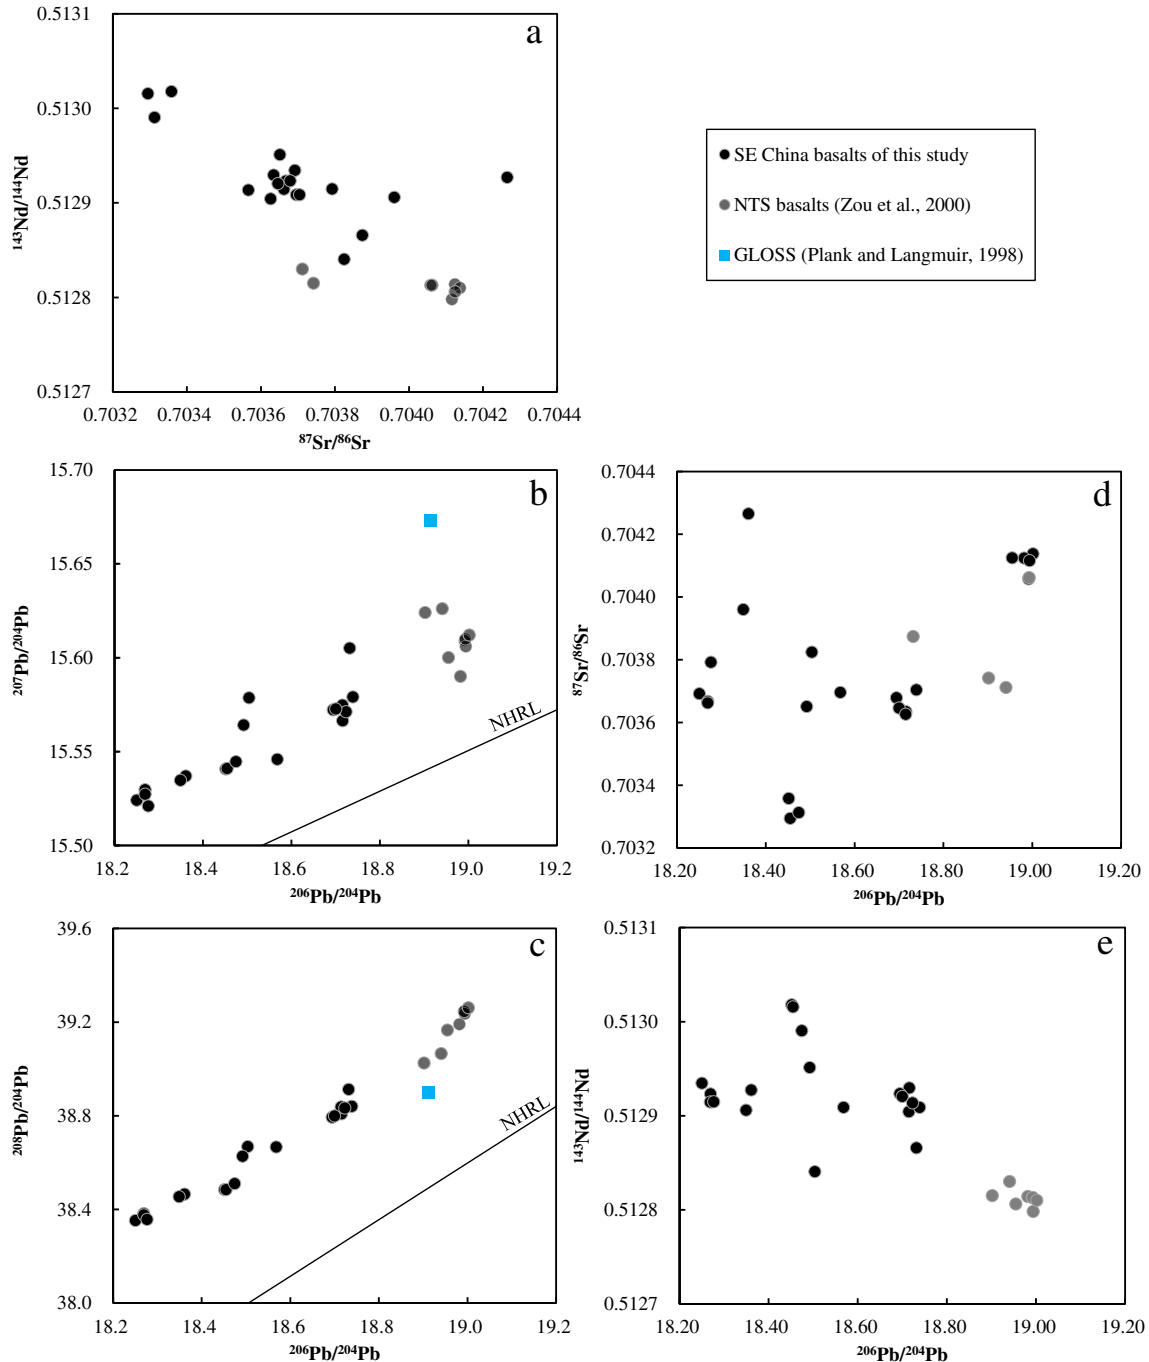 a
0.5131
0.5130
0.5129
0.5128
0.5127
¹⁴³Nd/¹⁴⁴Nd
0.7032 0.7034 0.7036 0.7038 0.7040 0.7042 0.7044
⁸⁷Sr/⁸⁶Sr
SE China basalts of this study
NTS basalts (Zou et al., 2000)
GLOSS (Plank and Langmuir, 1998)
b
15.70
15.65
15.60
15.55
15.50
²⁰⁷Pb/²⁰⁴Pb
NHRL
18.2 18.4 18.6 18.8 19.0 19.2
²⁰⁶Pb/²⁰⁴Pb
d
0.7044
0.7042
0.7040
0.7038
0.7036
0.7034
0.7032
⁸⁷Sr/⁸⁶Sr
18.20 18.40 18.60 18.80 19.00 19.20
²⁰⁶Pb/²⁰⁴Pb
c
39.6
39.2
38.8
38.4
38.0
²⁰⁸Pb/²⁰⁴Pb
NHRL
18.2 18.4 18.6 18.8 19.0 19.2
²⁰⁶Pb/²⁰⁴Pb
e
0.5131
0.5130
0.5129
0.5128
0.5127
¹⁴³Nd/¹⁴⁴Nd
18.20 18.40 18.60 18.80 19.00 19.20
²⁰⁶Pb/²⁰⁴Pb